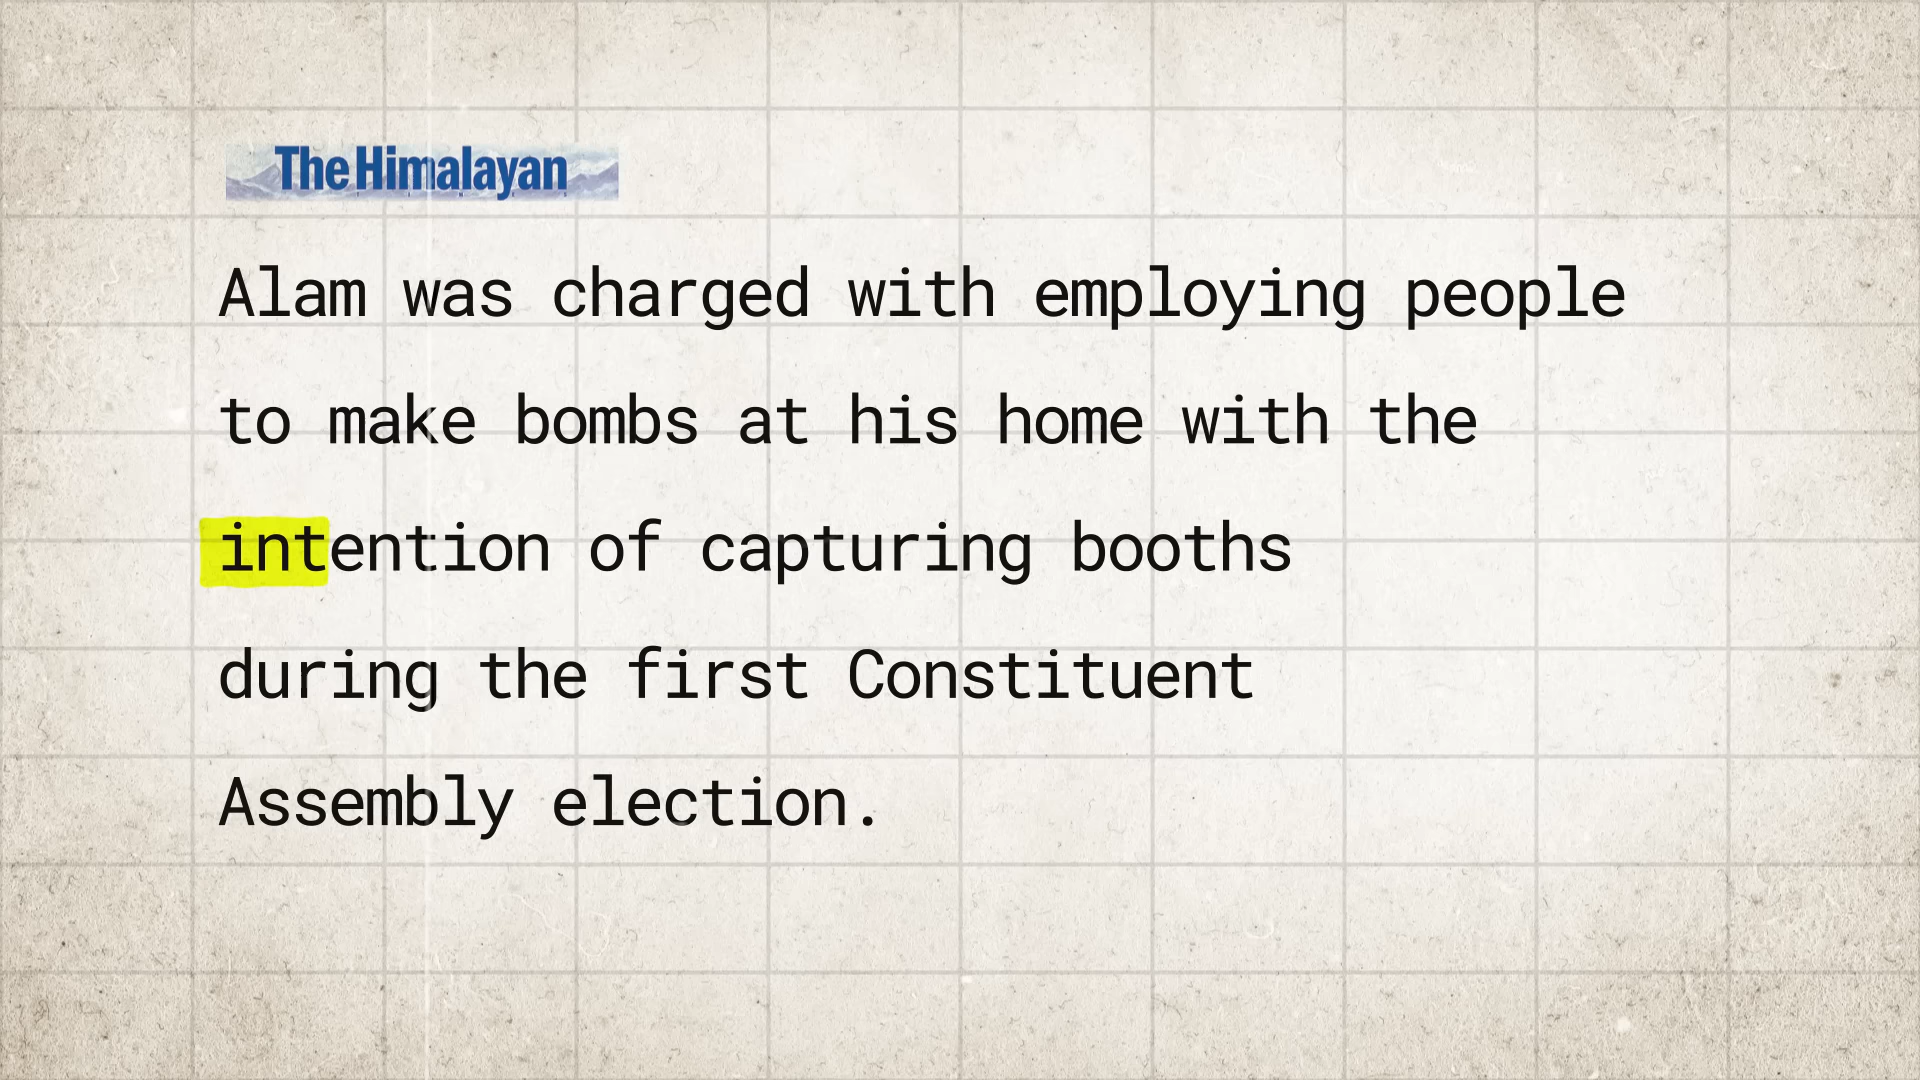 The Himalayan
Alam was charged with employing people
to make bombs at his home with the
intention of capturing booths
during the first Constituent
Assembly election.